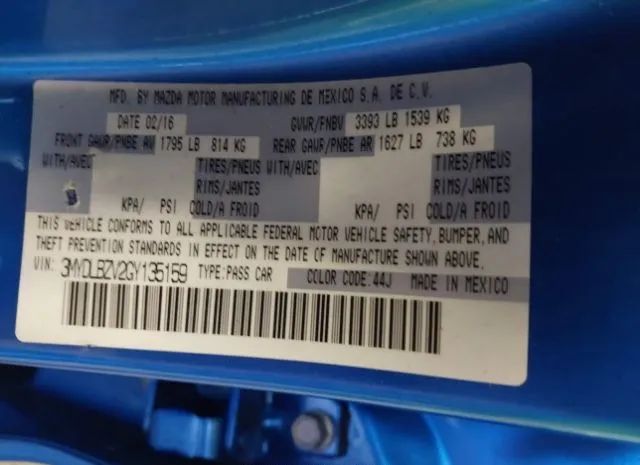 MFD. BY MAZDA MOTOR MANUFACTURING DE MEXICO S.A. DE C.V.
DATE 02/16 GVWR/PNBV 3393 LB 1539 KG
FRONT GAWR/PNBE AV 1795 LB 814 KG REAR GAWR/PNBE AR 1627 LB 738 KG
WITH/AVEC TIRES/PNEUS WITH/AVEC TIRES/PNEUS
RIMS/JANTES RIMS/JANTES
KPA/ PSI COLD/A FROID KPA/ PSI COLD/A FROID
THIS VEHICLE CONFORMS TO ALL APPLICABLE FEDERAL MOTOR VEHICLE SAFETY, BUMPER, AND
THEFT PREVENTION STANDARDS IN EFFECT ON THE DATE OF MANUFACTURE SHOWN ABOVE.
VIN: 3MYDLBZV2GY135159 TYPE: PASS CAR COLOR CODE: 44J MADE IN MEXICO